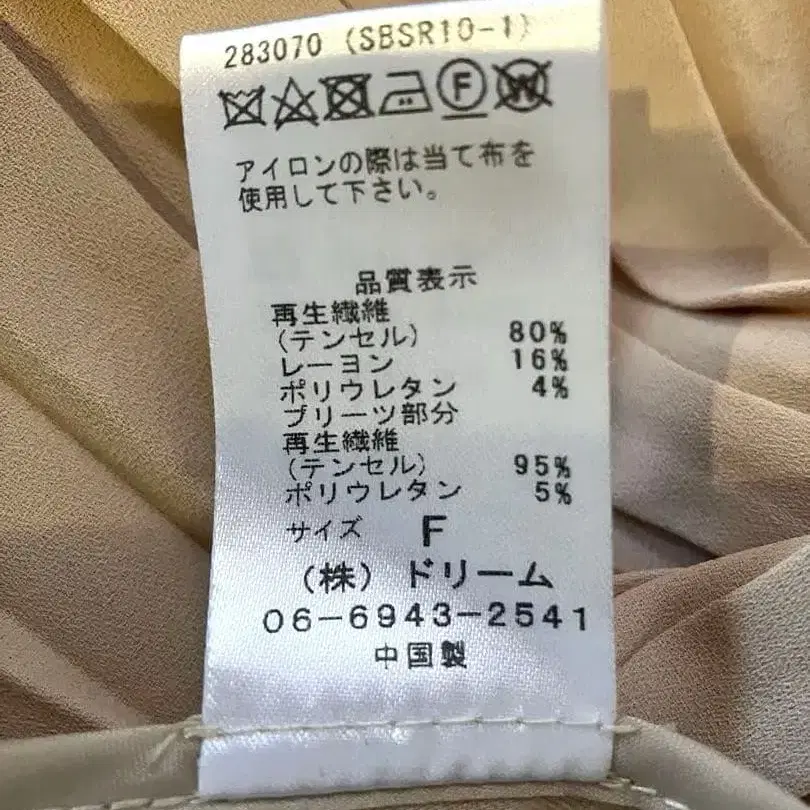 283070 (SBSR10-1)
F W
アイロンの際は当て布を
使用して下さい。
品質表示
再生繊維
(テンセル) 80%
レーヨン 16%
ポリウレタン 4%
プリーツ部分
再生繊維
(テンセル) 95%
ポリウレタン 5%
サイズ F
(株) ドリーム
06-6943-2541
中国製